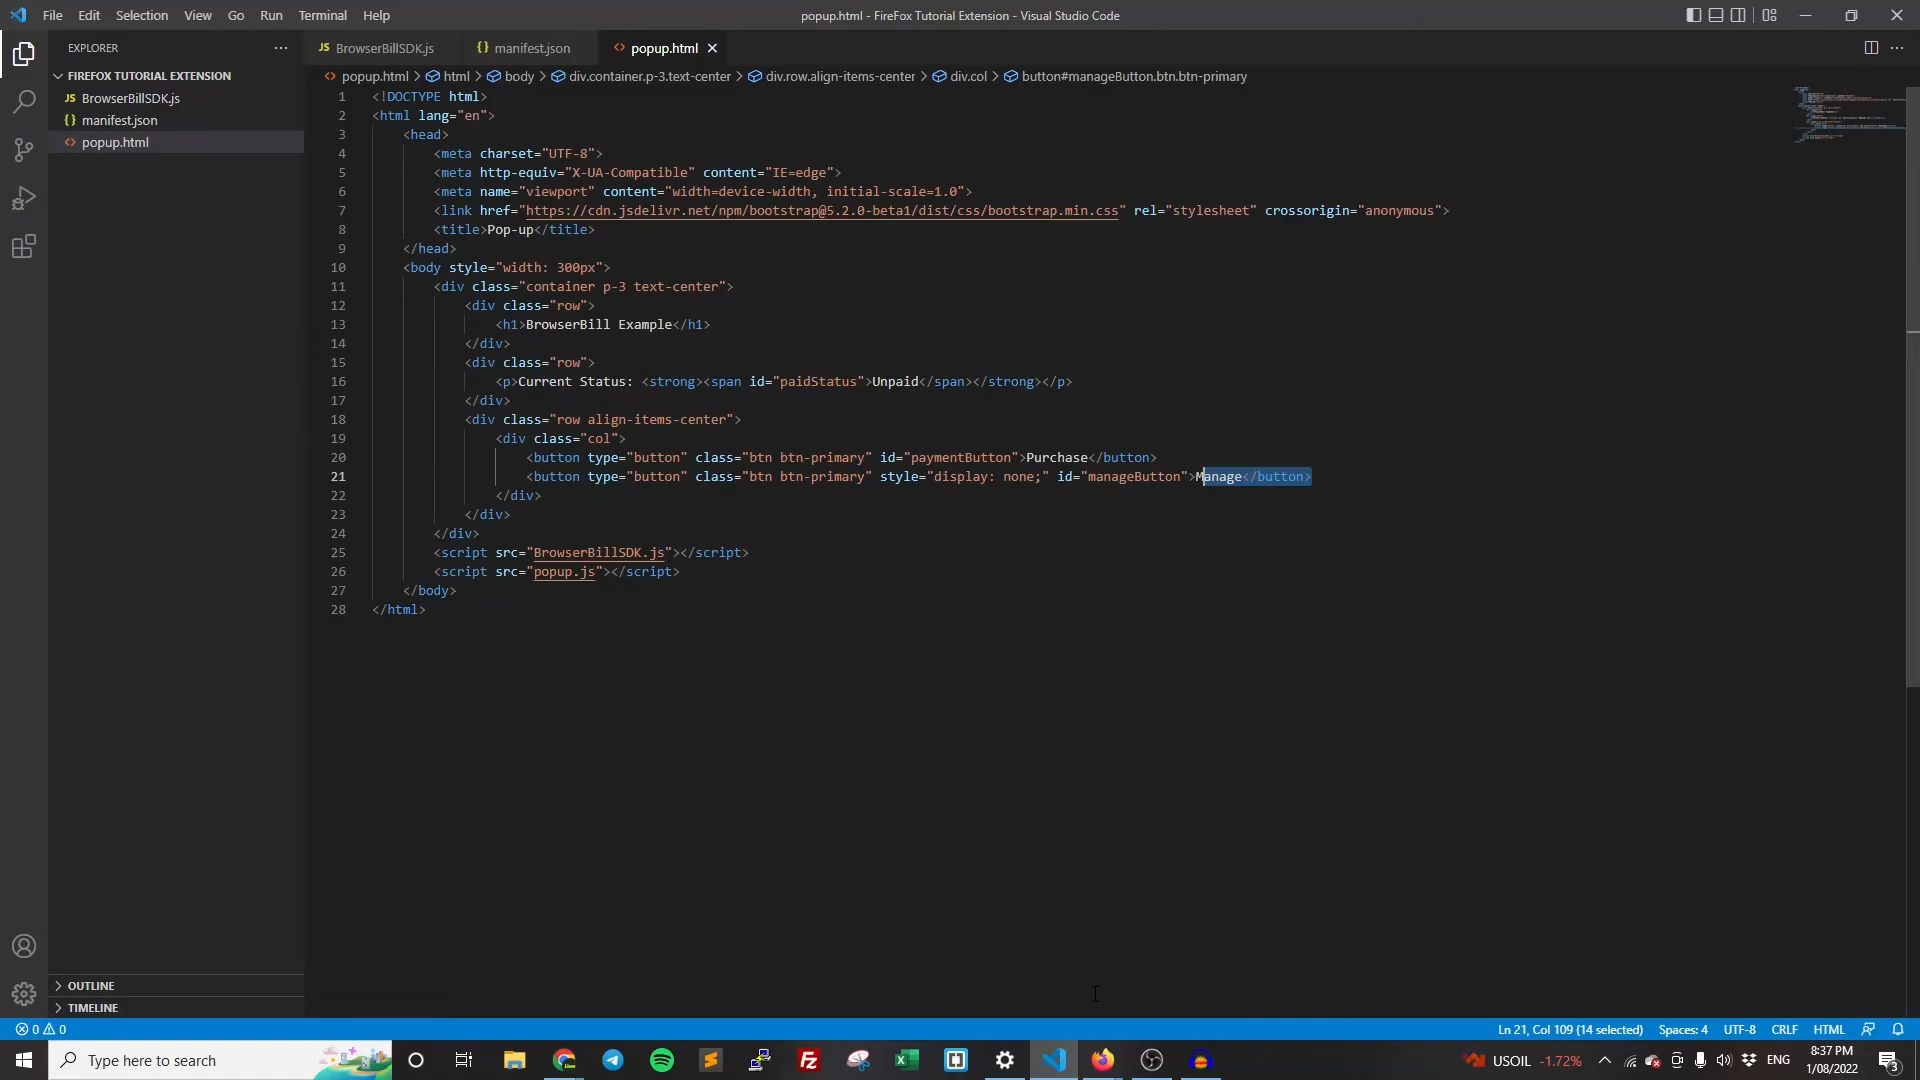 File Edit Selection View Go Run Terminal Help
popup.html - FireFox Tutorial Extension - Visual Studio Code
EXPLORER
FIREFOX TUTORIAL EXTENSION
JS BrowserBillSDK.js
{} manifest.json
<> popup.html
OUTLINE
TIMELINE
JS BrowserBillSDK.js
{} manifest.json
<> popup.html
<> popup.html > html > body > div.container.p-3.text-center > div.row.align-items-center > div.col > button#manageButton.btn.btn-primary
1 <!DOCTYPE html>
2 <html lang="en">
3 <head>
4 <meta charset="UTF-8">
5 <meta http-equiv="X-UA-Compatible" content="IE=edge">
6 <meta name="viewport" content="width=device-width, initial-scale=1.0">
7 <link href="https://cdn.jsdelivr.net/npm/bootstrap@5.2.0-beta1/dist/css/bootstrap.min.css" rel="stylesheet" crossorigin="anonymous">
8 <title>Pop-up</title>
9 </head>
10 <body style="width: 300px">
11 <div class="container p-3 text-center">
12 <div class="row">
13 <h1>BrowserBill Example</h1>
14 </div>
15 <div class="row">
16 <p>Current Status: <strong><span id="paidStatus">Unpaid</span></strong></p>
17 </div>
18 <div class="row align-items-center">
19 <div class="col">
20 <button type="button" class="btn btn-primary" id="paymentButton">Purchase</button>
21 <button type="button" class="btn btn-primary" style="display: none;" id="manageButton">Manage</button>
22 </div>
23 </div>
24 </div>
25 <script src="BrowserBillSDK.js"></script>
26 <script src="popup.js"></script>
27 </body>
28 </html>
0 0
Ln 21, Col 109 (14 selected) Spaces: 4 UTF-8 CRLF HTML
Type here to search
USOIL -1.72%
ENG
8:37 PM
1/08/2022
3